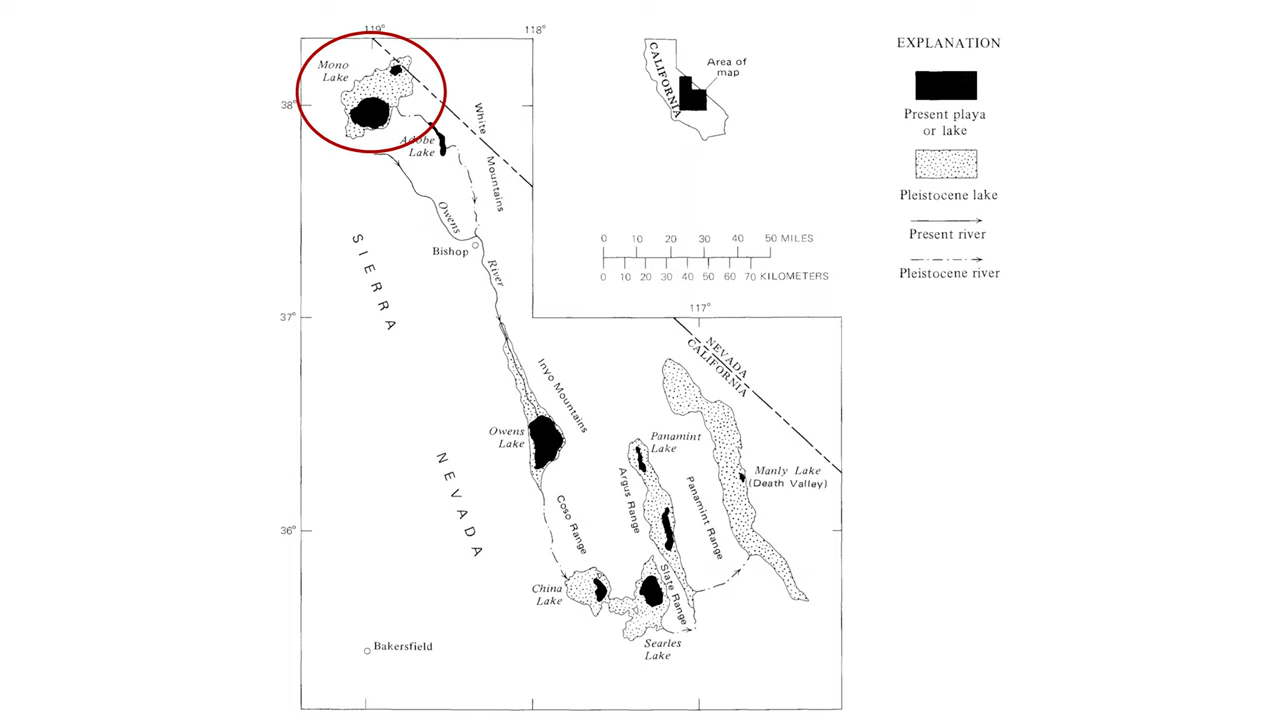 119°
118°
Mono
Lake
38°
Adobe
Lake
White
Mountains
Owens
River
Bishop
SIERRA
NEVADA
37°
Inyo Mountains
Owens
Lake
36°
Coso Range
China
Lake
Argus Range
Panamint
Lake
Panamint Range
Slate Range
Searles
Lake
Manly Lake
(Death Valley)
NEVADA
CALIFORNIA
117°
Bakersfield
CALIFORNIA
Area of
map
0 10 20 30 40 50 MILES
0 10 20 30 40 50 60 70 KILOMETERS
EXPLANATION
Present playa
or lake
Pleistocene lake
Present river
Pleistocene river